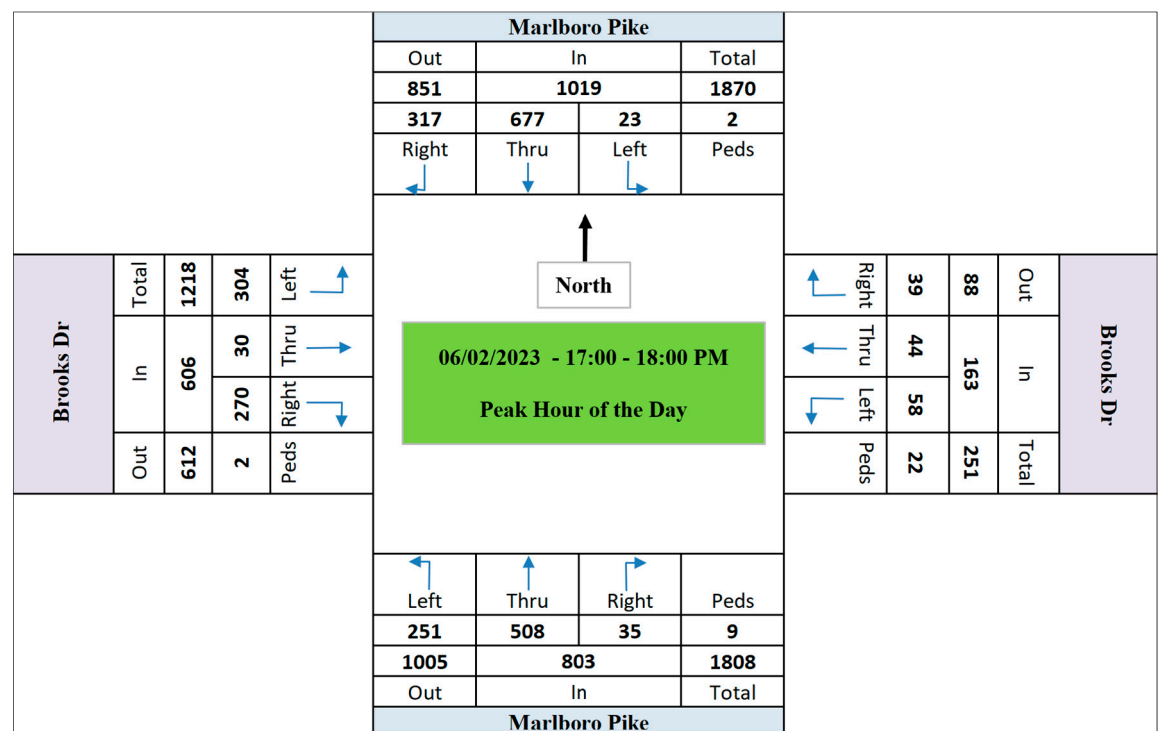 Marlboro Pike
Out In Total
851 1019 1870
317 677 23 2
Right Thru Left Peds
North
06/02/2023 - 17:00 - 18:00 PM
Peak Hour of the Day
Brooks Dr
Total In Out
1218 606 612
304 30 270 2
Left Thru Right Peds
Right Thru Left Peds
39 44 58 22
88 163 251
Out In Total
Brooks Dr
Left Thru Right Peds
251 508 35 9
1005 803 1808
Out In Total
Marlboro Pike